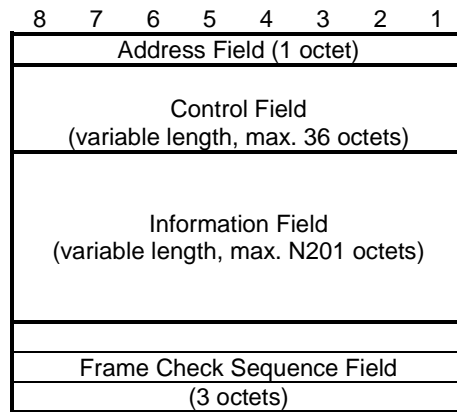 8 7 6 5 4 3 2 1
Address Field (1 octet)
Control Field
(variable length, max. 36 octets)
Information Field
(variable length, max. N201 octets)
Frame Check Sequence Field
(3 octets)